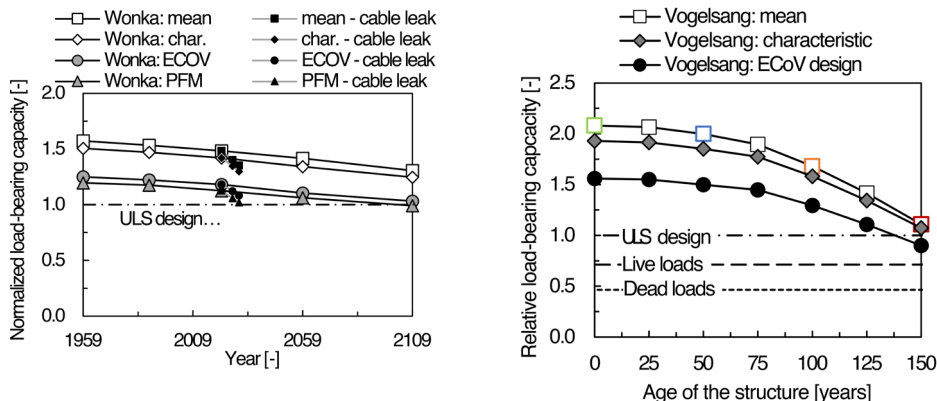 Wonka: mean
mean - cable leak
Wonka: char.
char. - cable leak
Wonka: ECOV
ECOV - cable leak
Wonka: PFM
PFM - cable leak
Normalized load-bearing capacity [-]
2.0
1.5
1.0
0.5
0.0
ULS design…
1959
2009
2059
2109
Year [-]
Vogelsang: mean
Vogelsang: characteristic
Vogelsang: ECoV design
Relative load-bearing capccaity [-]
2.5
2.0
1.5
1.0
0.5
0.0
ULS design
Live loads
Dead loads
0
25
50
75
100
125
150
Age of the structure [years]